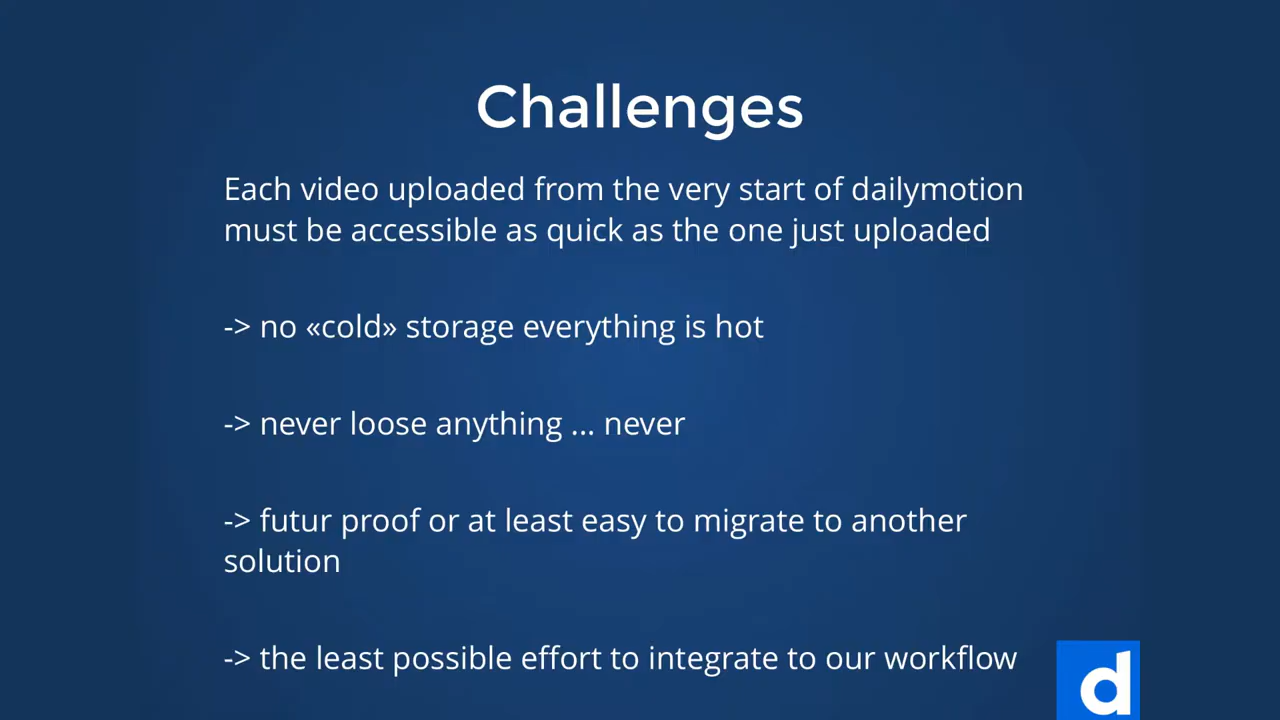 Challenges
Each video uploaded from the very start of dailymotion
must be accessible as quick as the one just uploaded
-> no «cold» storage everything is hot
-> never loose anything ... never
-> futur proof or at least easy to migrate to another
solution
-> the least possible effort to integrate to our workflow
d